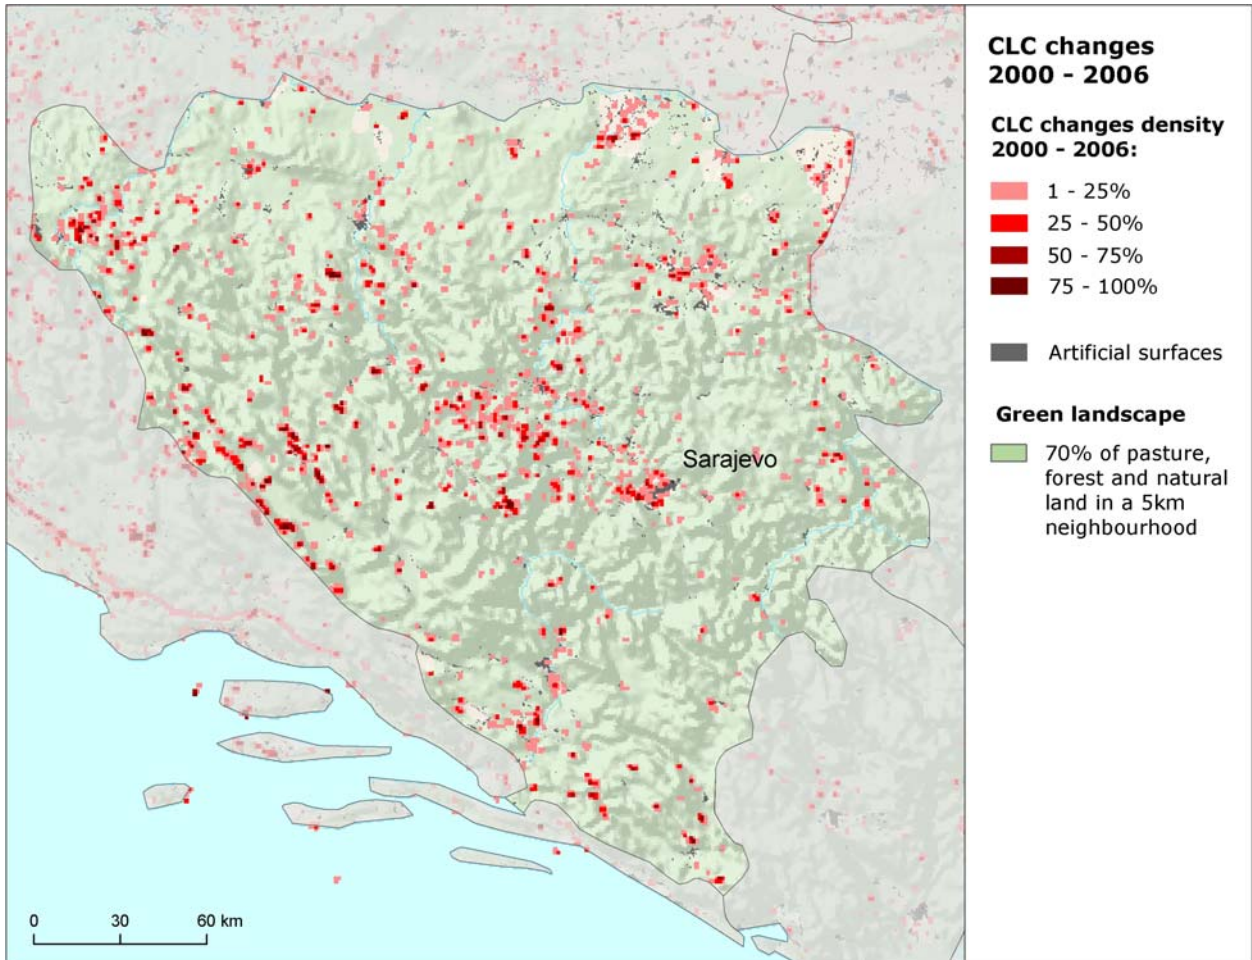 CLC changes
2000 - 2006
CLC changes density
2000 - 2006:
1 - 25%
25 - 50%
50 - 75%
75 - 100%
Artificial surfaces
Green landscape
70% of pasture,
forest and natural
land in a 5km
neighbourhood
Sarajevo
0 30 60 km